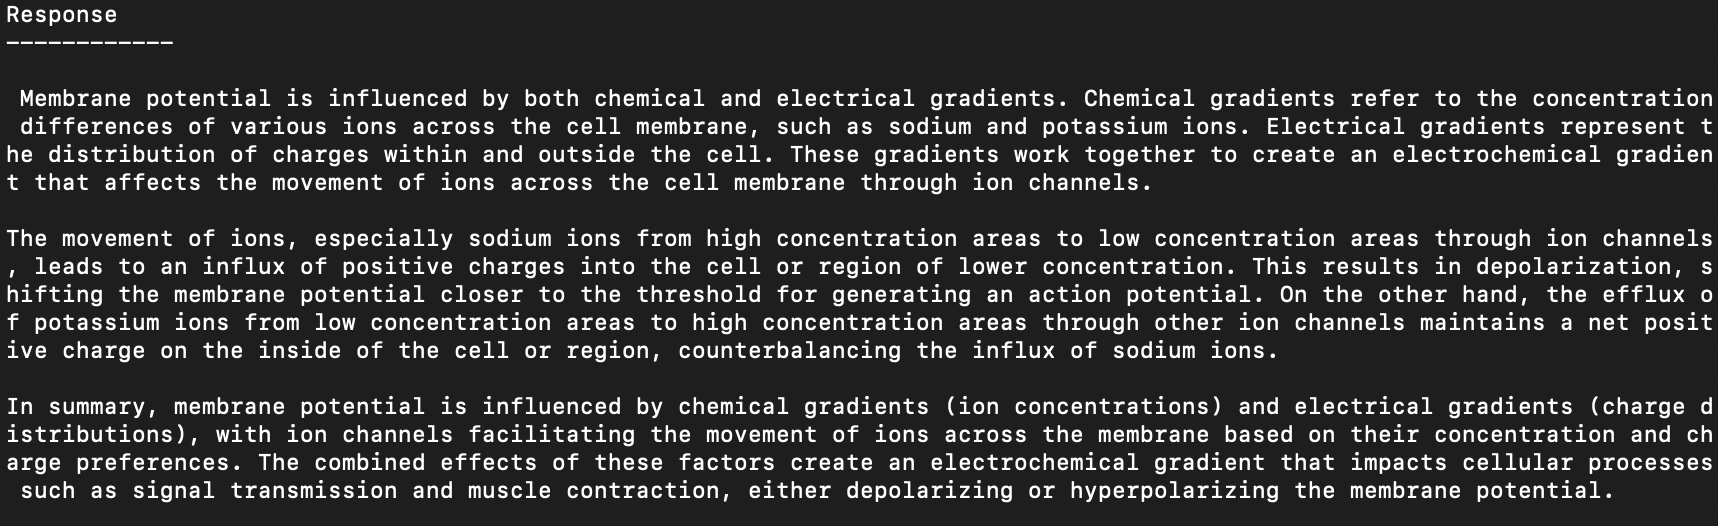 Response
————————————
Membrane potential is influenced by both chemical and electrical gradients. Chemical gradients refer to the concentration
differences of various ions across the cell membrane, such as sodium and potassium ions. Electrical gradients represent t
he distribution of charges within and outside the cell. These gradients work together to create an electrochemical gradien
t that affects the movement of ions across the cell membrane through ion channels.
The movement of ions, especially sodium ions from high concentration areas to low concentration areas through ion channels
, leads to an influx of positive charges into the cell or region of lower concentration. This results in depolarization, s
hifting the membrane potential closer to the threshold for generating an action potential. On the other hand, the efflux o
f potassium ions from low concentration areas to high concentration areas through other ion channels maintains a net posit
ive charge on the inside of the cell or region, counterbalancing the influx of sodium ions.
In summary, membrane potential is influenced by chemical gradients (ion concentrations) and electrical gradients (charge d
istributions), with ion channels facilitating the movement of ions across the membrane based on their concentration and ch
arge preferences. The combined effects of these factors create an electrochemical gradient that impacts cellular processes
such as signal transmission and muscle contraction, either depolarizing or hyperpolarizing the membrane potential.